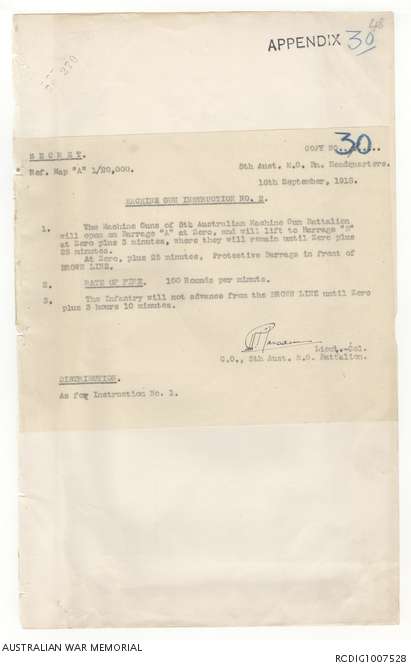 48
APPENDIX 30
COPY NO. 30
SECRET.
Ref. Map "A" 1/20,000.
5th Aust. M.G. Bn. Headquarters.
18th September, 1918.
MACHINE GUN INSTRUCTION NO. 2.
1. The Machine Guns of 5th Australian Machine Gun Battalion
will open on Barrage "A" at Zero, and will lift to Barrage "B"
at Zero plus 3 minutes, where they will remain until Zero plus
25 minutes.
At Zero, plus 25 minutes, Protective Barrage in front of
BROWN LINE.
2. RATE OF FIRE. 100 Rounds per minute.
3. The Infantry will not advance from the BROWN LINE until Zero
plus 3 hours 10 minutes.
Lieut.-Col.
C.O., 5th Aust. M.G. Battalion.
DISTRIBUTION.
As for Instruction No. 1.
AUSTRALIAN WAR MEMORIAL
RCDIG1007528